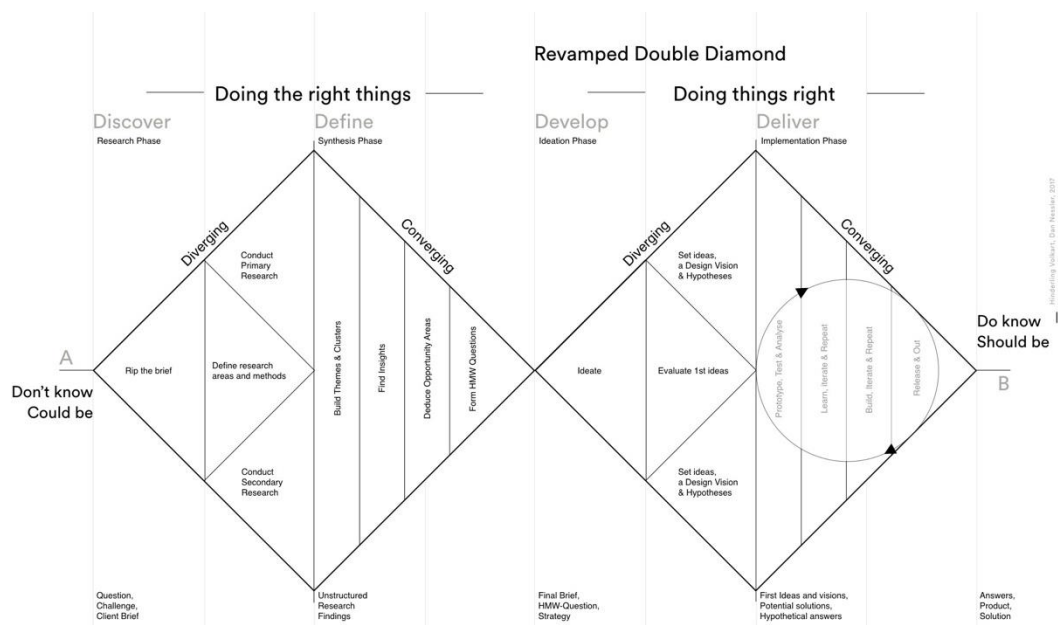 Revamped Double Diamond
Doing the right things
Doing things right
Discover
Research Phase
Define
Synthesis Phase
Develop
Ideation Phase
Deliver
Implementation Phase
A
Don't know
Could be
Diverging
Rip the brief
Conduct
Primary
Research
Define research
areas and methods
Conduct
Secondary
Research
Converging
Build Themes & Clusters
Find Insights
Deduce Opportunity Areas
Form HMW Questions
Diverging
Ideate
Set ideas,
a Design Vision
& Hypotheses
Evaluate 1st ideas
Set ideas,
a Design Vision
& Hypotheses
Converging
Prototype, Test & Analyse
Learn, Iterate & Repeat
Build, Iterate & Repeat
Release & Out
Do know
Should be
B
Question,
Challenge,
Client Brief
Unstructured
Research
Findings
Final Brief,
HMW-Question,
Strategy
First Ideas and visions,
Potential solutions,
Hypothetical answers
Answers,
Product,
Solution
Hinderling Volkart, Dan Nessler, 2017